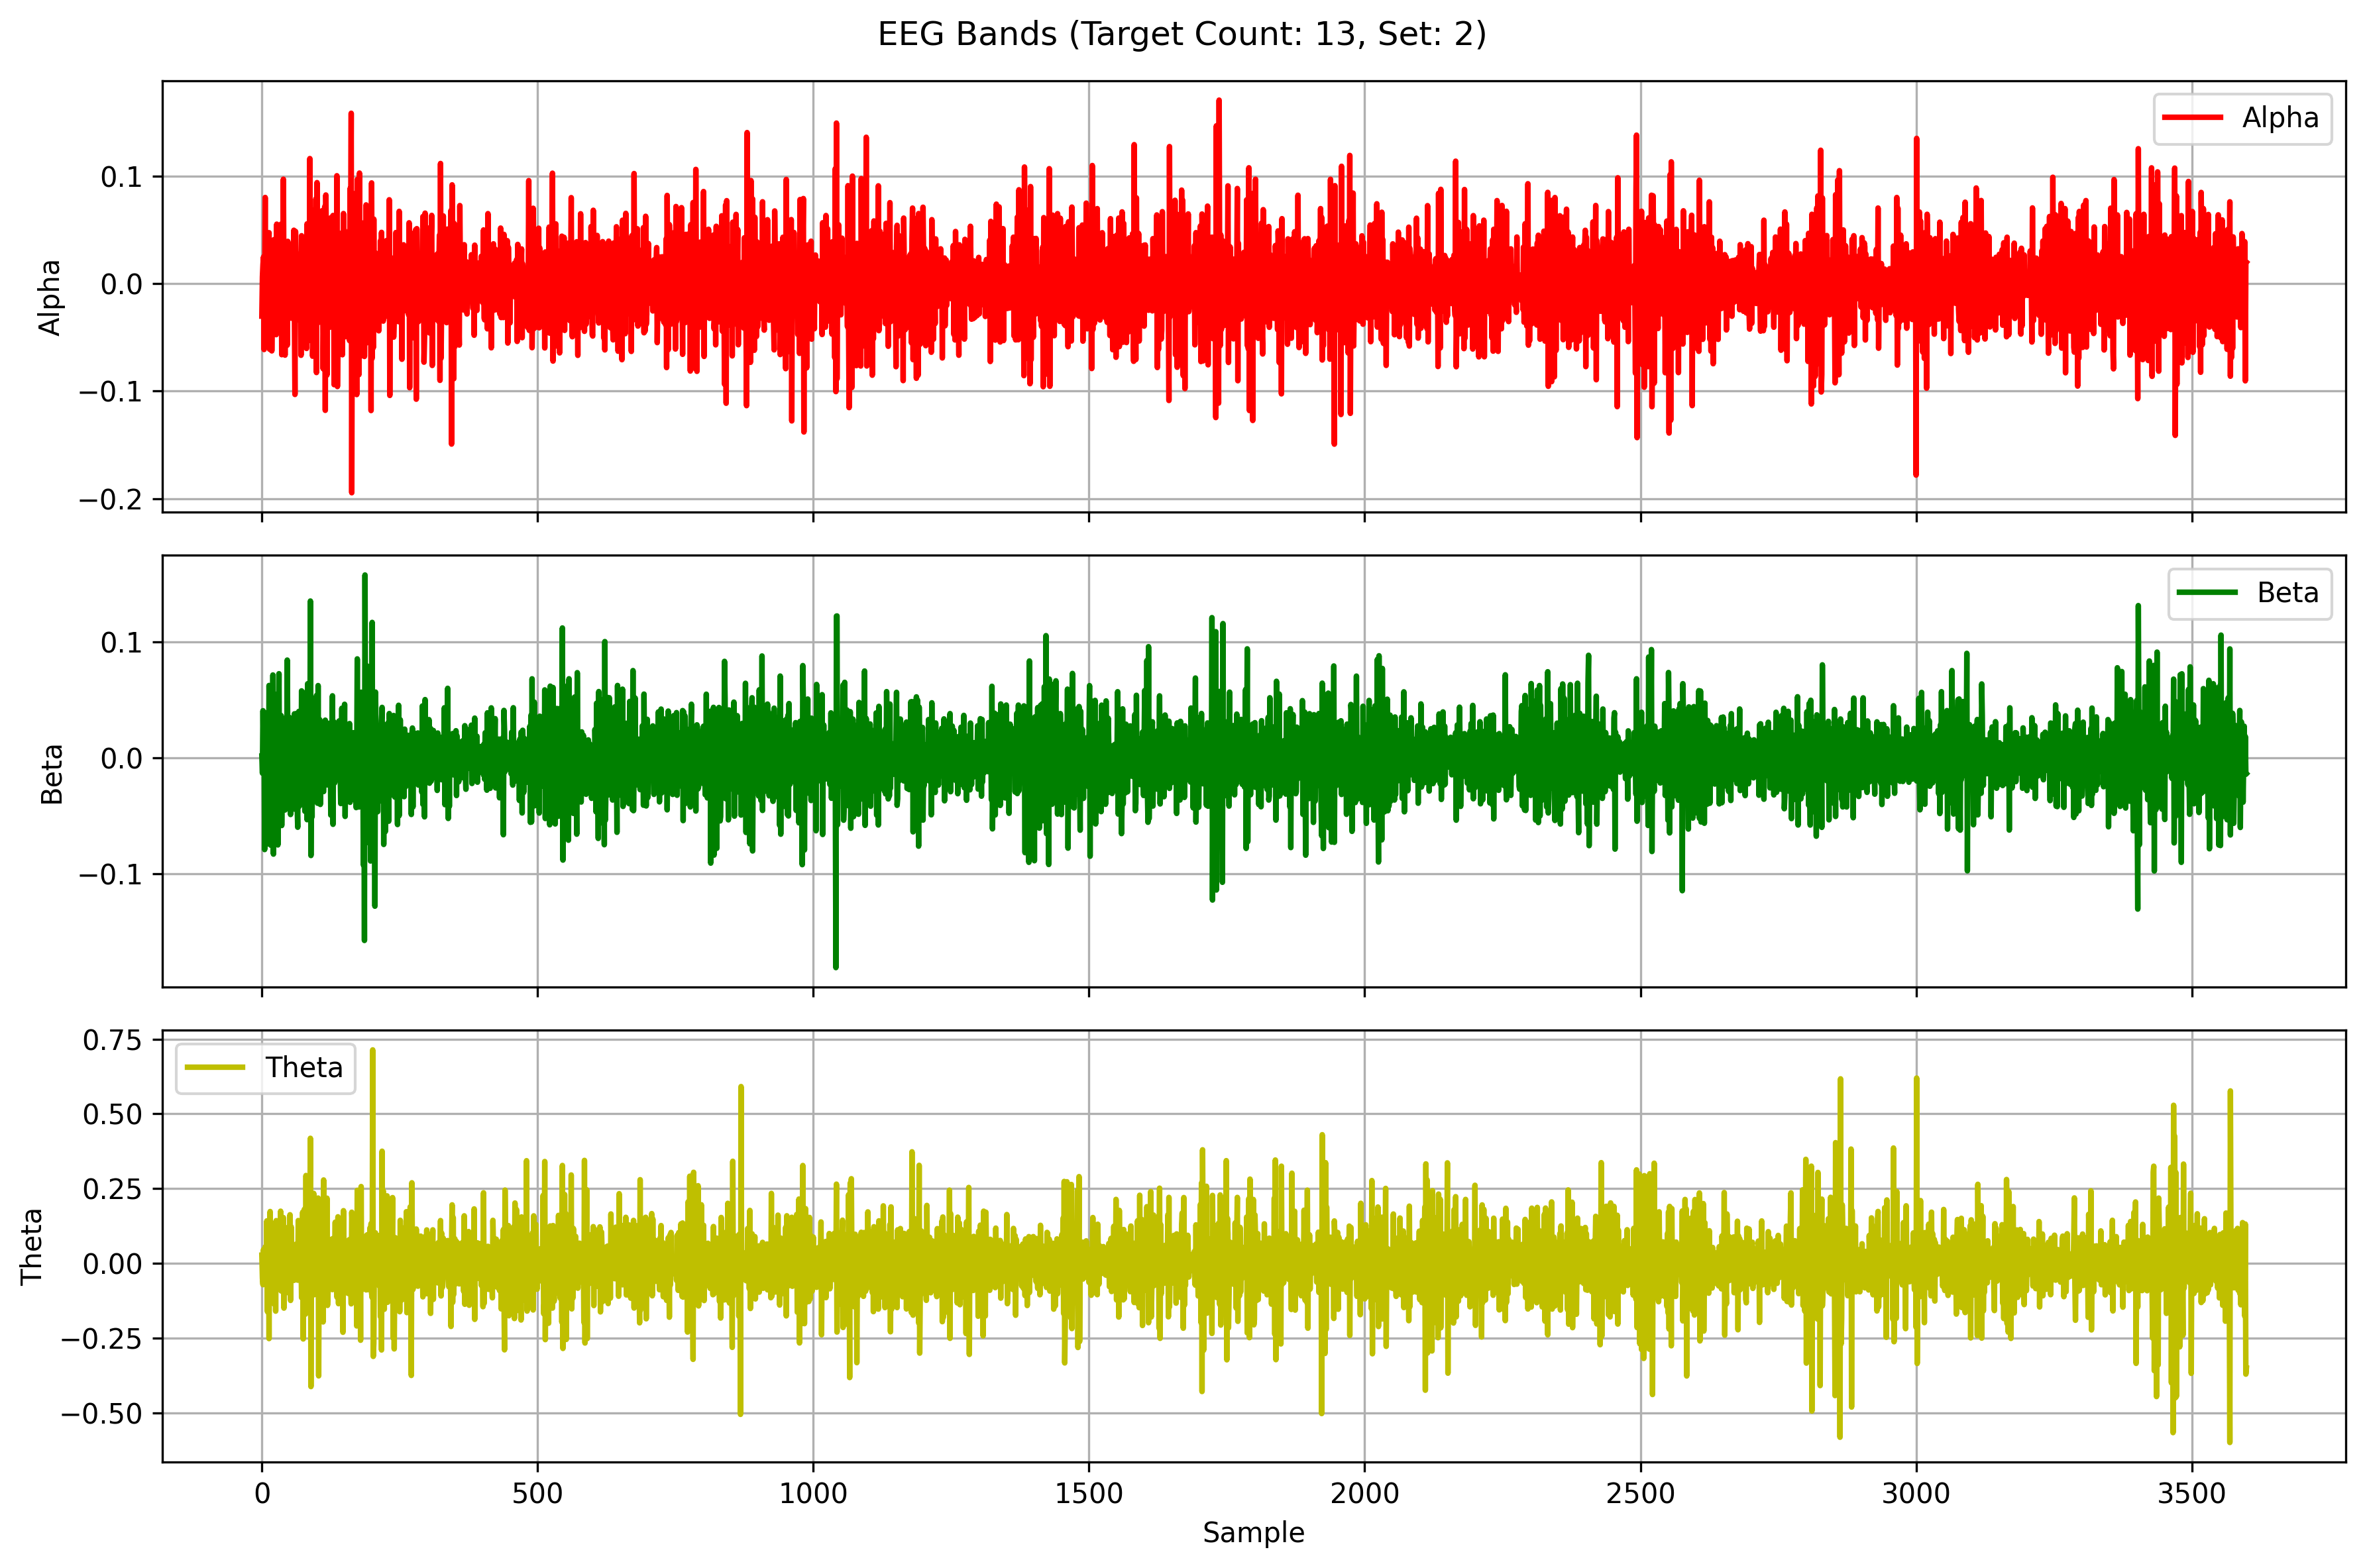 EEG Bands (Target Count: 13, Set: 2)
Alpha
0.1
0.0
−0.1
−0.2
Alpha
Beta
0.1
0.0
−0.1
Beta
Theta
0.75
0.50
0.25
0.00
−0.25
−0.50
Theta
0 500 1000 1500 2000 2500 3000 3500
Sample